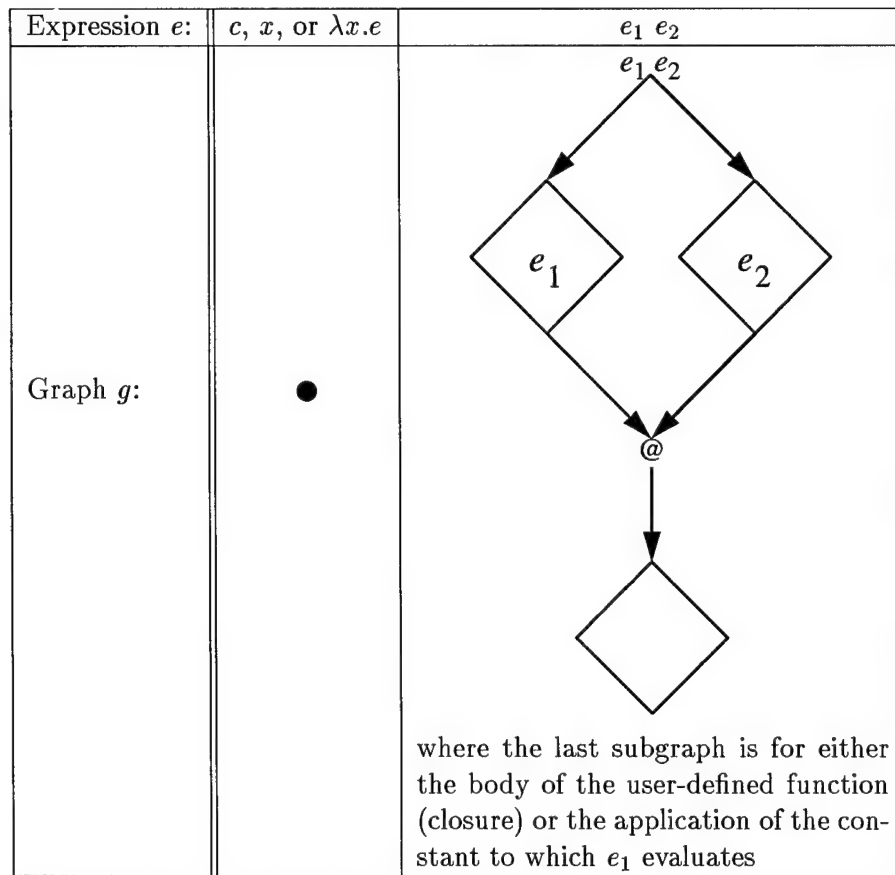 Expression e: c, x, or λx.e e₁ e₂
e₁ e₂
e₁ e₂
Graph g:
@
where the last subgraph is for either
the body of the user-defined function
(closure) or the application of the con-
stant to which e₁ evaluates